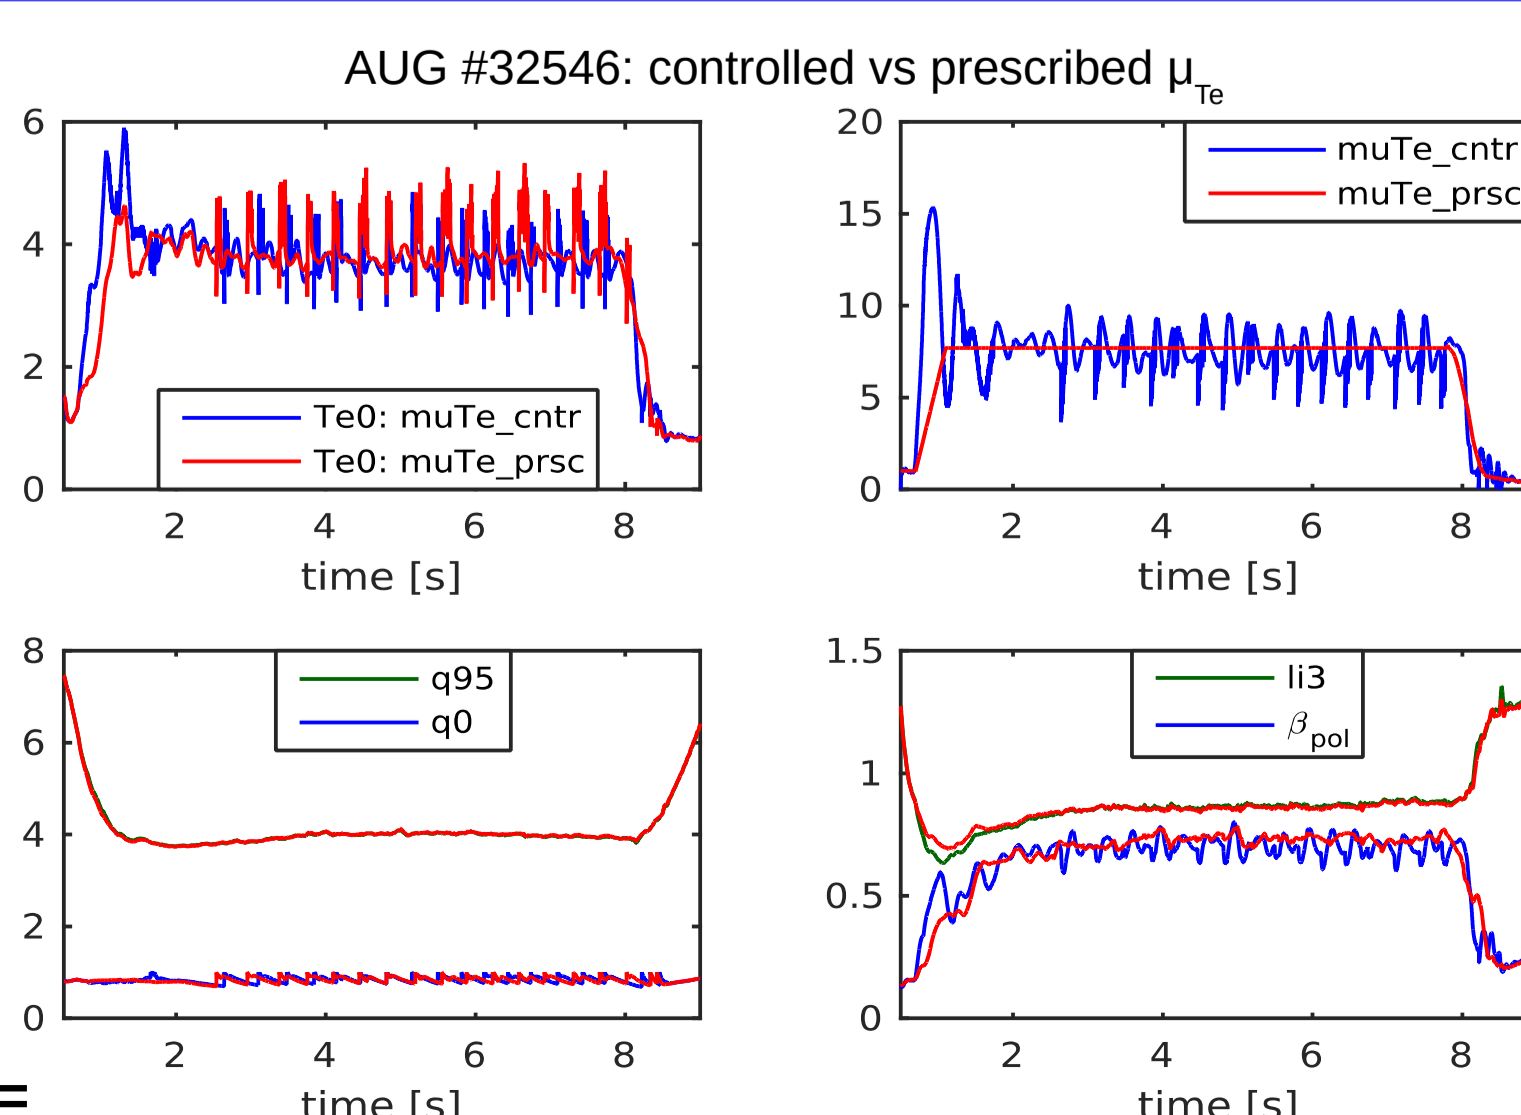 AUG #32546: controlled vs prescribed μTe
6
4
2
0
Te0: muTe_cntr
Te0: muTe_prsc
2 4 6 8
time [s]
20
15
10
5
0
muTe_cntr
muTe_prsc
2 4 6 8
time [s]
8
6
4
2
0
q95
q0
2 4 6 8
time [s]
1.5
1
0.5
0
li3
βpol
2 4 6 8
time [s]
=